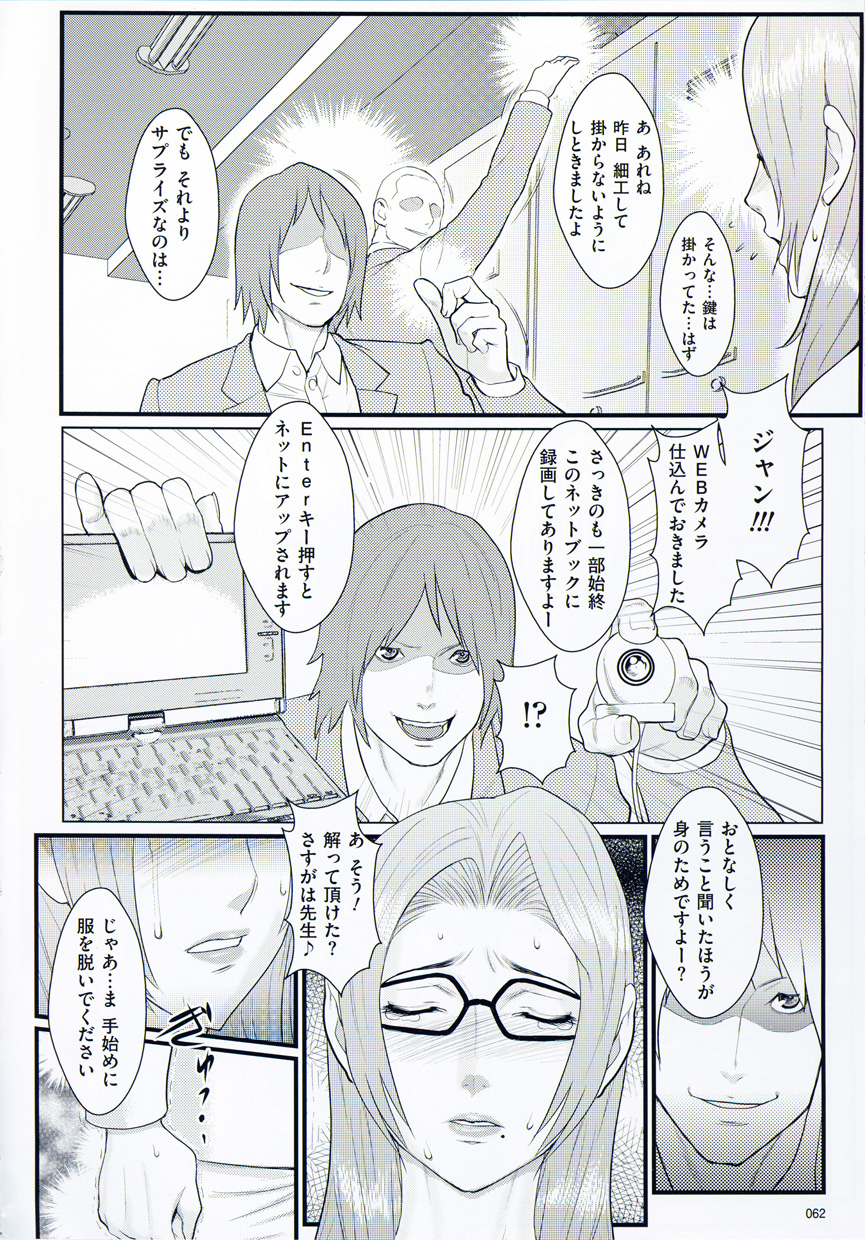 そんな…鍵は
掛かってた…はず
あ あれね
昨日 細工して
掛からないように
しときましたよ
でも それより
サプライズなのは…
ジャン!!!
WEBカメラ
仕込んでおきました
さっきのも一部始終
このネットブックに
録画してありますよー
Enterキー押すと
ネットにアップされます
!?
おとなしく
言うこと聞いたほうが
身のためですよー?
あ そう!
解って頂けた?
さすがは先生♪
じゃあ…ま 手始めに
服を脱いでください
062